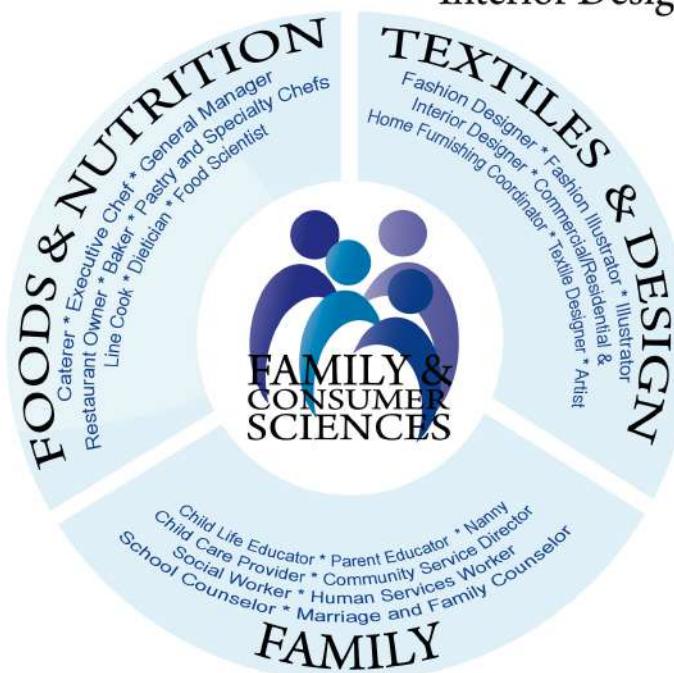 Interior Desig
FOODS & NUTRITION
Caterer * Executive Chef * General Manager
Restaurant Owner * Baker * Pastry and Specialty Chefs
Line Cook * Dietician * Food Scientist
TEXTILES & DESIGN
Fashion Designer * Fashion Illustrator * Illustrator
Interior Designer * Commercial/Residential &
Home Furnishing Coordinator * Textile Designer * Artist
FAMILY &
CONSUMER
SCIENCES
Child Life Educator * Parent Educator * Nanny
Child Care Provider * Community Service Director
Social Worker * Human Services Worker
School Counselor * Marriage and Family Counselor
FAMILY